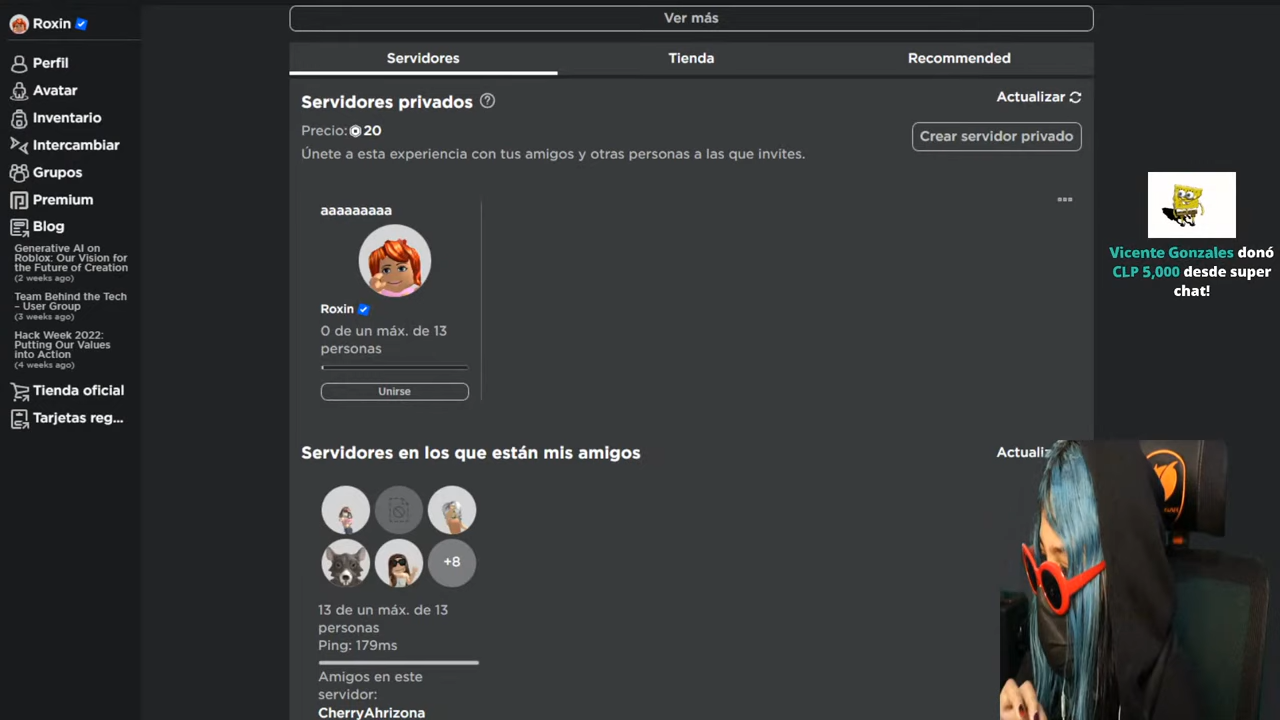 Roxin
Perfil
Avatar
Inventario
Intercambiar
Grupos
Premium
Blog
Generative AI on
Roblox: Our Vision for
the Future of Creation
(2 weeks ago)
Team Behind the Tech
– User Group
(3 weeks ago)
Hack Week 2022:
Putting Our Values
into Action
(4 weeks ago)
Tienda oficial
Tarjetas reg...
Ver más
Servidores
Tienda
Recommended
Servidores privados
Actualizar
Precio: 20
Crear servidor privado
Únete a esta experiencia con tus amigos y otras personas a las que invites.
aaaaaaaaa
Roxin
0 de un máx. de 13
personas
Unirse
Servidores en los que están mis amigos
+8
13 de un máx. de 13
personas
Ping: 179ms
Amigos en este
servidor:
CherryAhrizona
Vicente Gonzales donó
CLP 5,000 desde super
chat!